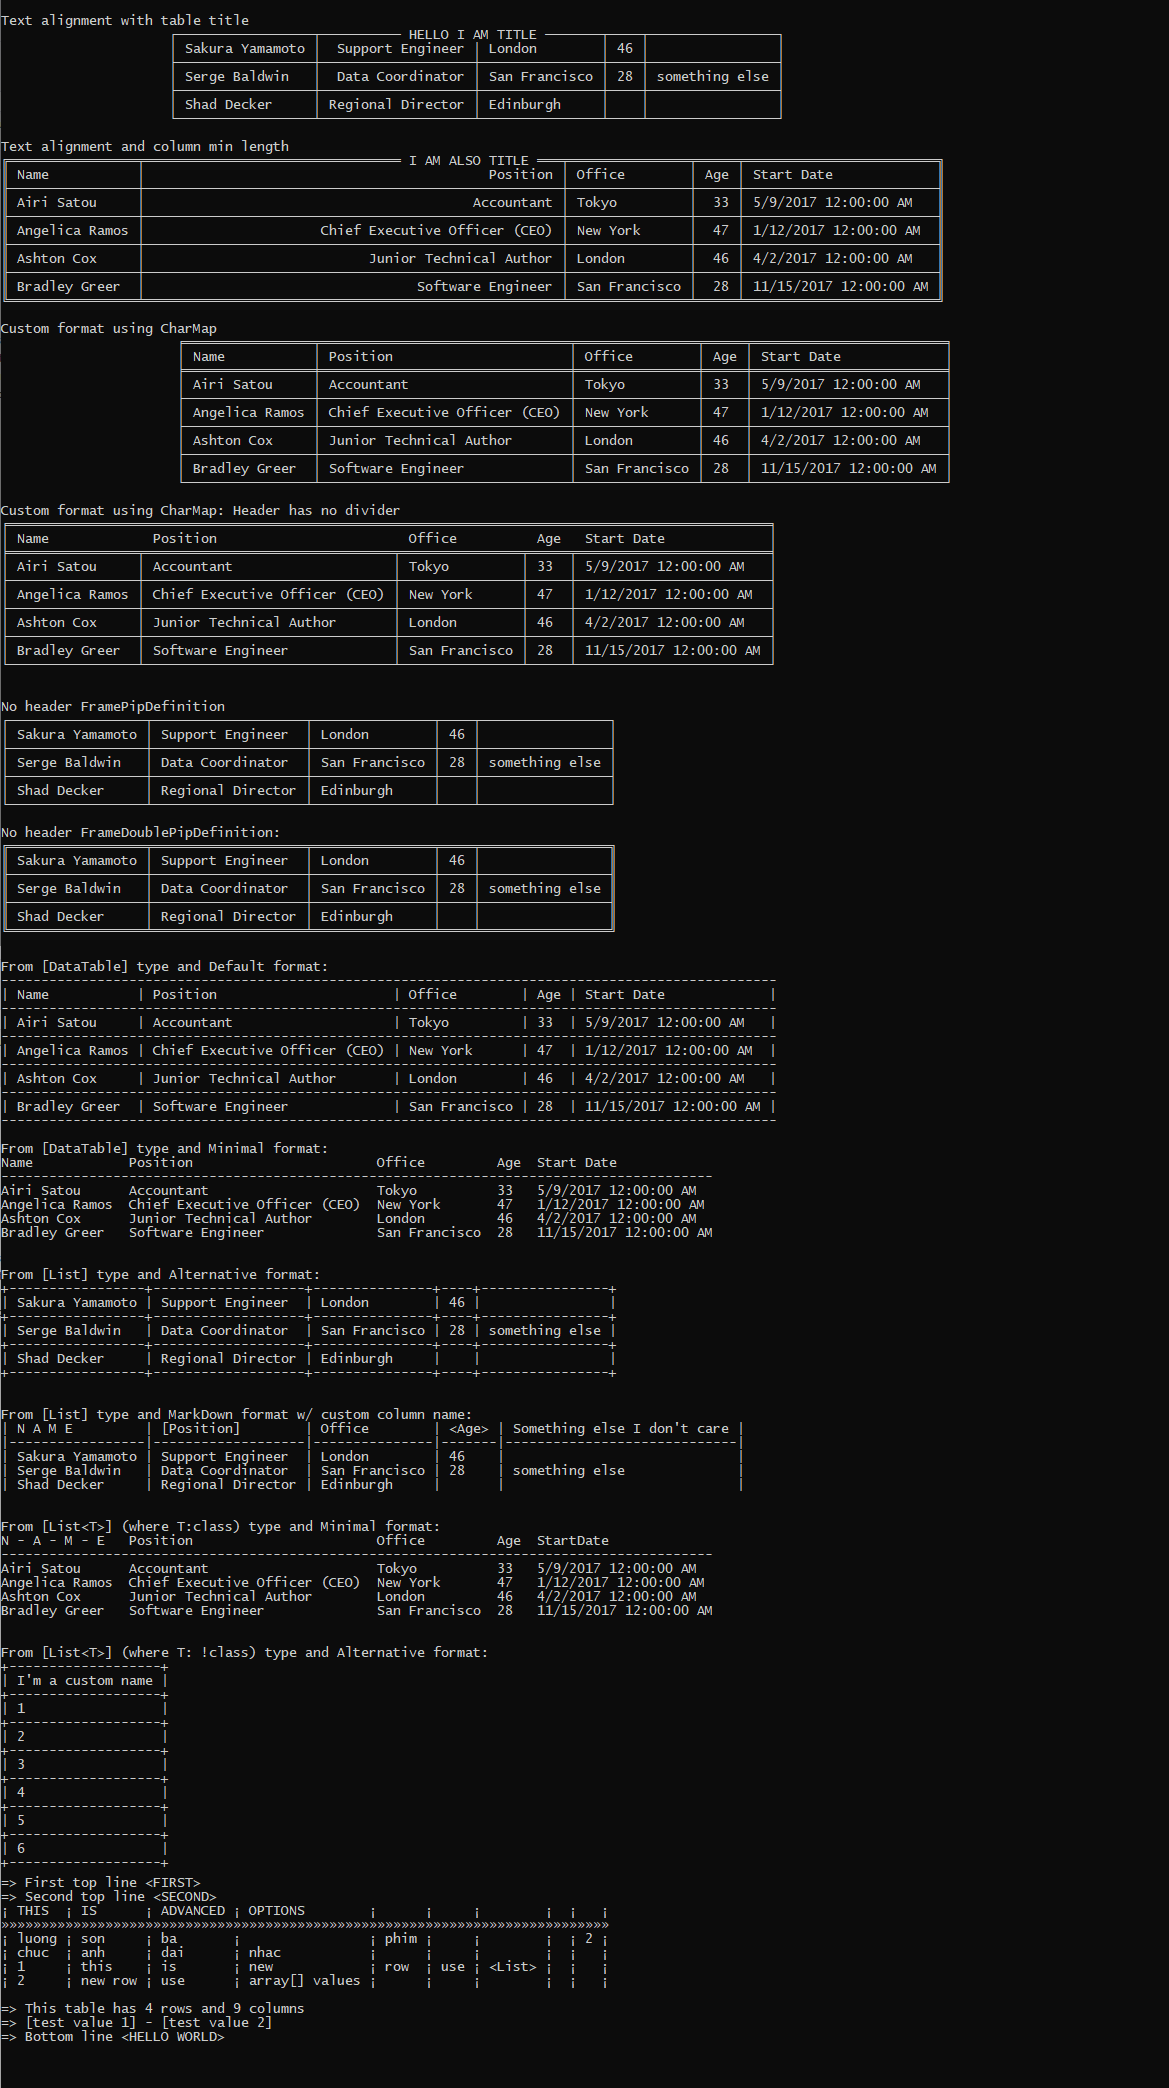 Text alignment with table title
HELLO I AM TITLE
Sakura Yamamoto │ Support Engineer │ London │ 46 │
Serge Baldwin │ Data Coordinator │ San Francisco │ 28 │ something else
Shad Decker │ Regional Director │ Edinburgh │ │
Text alignment and column min length
I AM ALSO TITLE
Name │ Position │ Office │ Age │ Start Date
Airi Satou │ Accountant │ Tokyo │ 33 │ 5/9/2017 12:00:00 AM
Angelica Ramos │ Chief Executive Officer (CEO) │ New York │ 47 │ 1/12/2017 12:00:00 AM
Ashton Cox │ Junior Technical Author │ London │ 46 │ 4/2/2017 12:00:00 AM
Bradley Greer │ Software Engineer │ San Francisco │ 28 │ 11/15/2017 12:00:00 AM
Custom format using CharMap
Name │ Position │ Office │ Age │ Start Date
Airi Satou │ Accountant │ Tokyo │ 33 │ 5/9/2017 12:00:00 AM
Angelica Ramos │ Chief Executive Officer (CEO) │ New York │ 47 │ 1/12/2017 12:00:00 AM
Ashton Cox │ Junior Technical Author │ London │ 46 │ 4/2/2017 12:00:00 AM
Bradley Greer │ Software Engineer │ San Francisco │ 28 │ 11/15/2017 12:00:00 AM
Custom format using CharMap: Header has no divider
Name Position Office Age Start Date
Airi Satou │ Accountant │ Tokyo │ 33 │ 5/9/2017 12:00:00 AM
Angelica Ramos │ Chief Executive Officer (CEO) │ New York │ 47 │ 1/12/2017 12:00:00 AM
Ashton Cox │ Junior Technical Author │ London │ 46 │ 4/2/2017 12:00:00 AM
Bradley Greer │ Software Engineer │ San Francisco │ 28 │ 11/15/2017 12:00:00 AM
No header FramePipDefinition
Sakura Yamamoto │ Support Engineer │ London │ 46 │
Serge Baldwin │ Data Coordinator │ San Francisco │ 28 │ something else
Shad Decker │ Regional Director │ Edinburgh │ │
No header FrameDoublePipDefinition:
Sakura Yamamoto │ Support Engineer │ London │ 46 │
Serge Baldwin │ Data Coordinator │ San Francisco │ 28 │ something else
Shad Decker │ Regional Director │ Edinburgh │ │
From [DataTable] type and Default format:
| Name | Position | Office | Age | Start Date |
| Airi Satou | Accountant | Tokyo | 33 | 5/9/2017 12:00:00 AM |
| Angelica Ramos | Chief Executive Officer (CEO) | New York | 47 | 1/12/2017 12:00:00 AM |
| Ashton Cox | Junior Technical Author | London | 46 | 4/2/2017 12:00:00 AM |
| Bradley Greer | Software Engineer | San Francisco | 28 | 11/15/2017 12:00:00 AM |
From [DataTable] type and Minimal format:
Name Position Office Age Start Date
Airi Satou Accountant Tokyo 33 5/9/2017 12:00:00 AM
Angelica Ramos Chief Executive Officer (CEO) New York 47 1/12/2017 12:00:00 AM
Ashton Cox Junior Technical Author London 46 4/2/2017 12:00:00 AM
Bradley Greer Software Engineer San Francisco 28 11/15/2017 12:00:00 AM
From [List] type and Alternative format:
| Sakura Yamamoto | Support Engineer | London | 46 | |
| Serge Baldwin | Data Coordinator | San Francisco | 28 | something else |
| Shad Decker | Regional Director | Edinburgh | | |
From [List] type and MarkDown format w/ custom column name:
| N A M E | [Position] | Office | <Age> | Something else I don't care |
| Sakura Yamamoto | Support Engineer | London | 46 | |
| Serge Baldwin | Data Coordinator | San Francisco | 28 | something else |
| Shad Decker | Regional Director | Edinburgh | | |
From [List<T>] (where T:class) type and Minimal format:
N - A - M - E Position Office Age StartDate
Airi Satou Accountant Tokyo 33 5/9/2017 12:00:00 AM
Angelica Ramos Chief Executive Officer (CEO) New York 47 1/12/2017 12:00:00 AM
Ashton Cox Junior Technical Author London 46 4/2/2017 12:00:00 AM
Bradley Greer Software Engineer San Francisco 28 11/15/2017 12:00:00 AM
From [List<T>] (where T: !class) type and Alternative format:
| I'm a custom name |
| 1 |
| 2 |
| 3 |
| 4 |
| 5 |
| 6 |
=> First top line <FIRST>
=> Second top line <SECOND>
¡ THIS ¡ IS ¡ ADVANCED ¡ OPTIONS ¡ ¡ ¡ ¡ ¡ ¡
»»»»»»»»»»»»»»»»»»»»»»»»»»»»»»»»»»»»»»»»»»»»»»»»»»»»»»»»»»»»»»»»»»»»»»»»»»»»
¡ luong ¡ son ¡ ba ¡ ¡ phim ¡ ¡ ¡ ¡ 2 ¡
¡ chuc ¡ anh ¡ dai ¡ nhac ¡ ¡ ¡ ¡ ¡ ¡
¡ 1 ¡ this ¡ is ¡ new ¡ row ¡ use ¡ <List> ¡ ¡ ¡
¡ 2 ¡ new row ¡ use ¡ array[] values ¡ ¡ ¡ ¡ ¡ ¡
=> This table has 4 rows and 9 columns
=> [test value 1] - [test value 2]
=> Bottom line <HELLO WORLD>